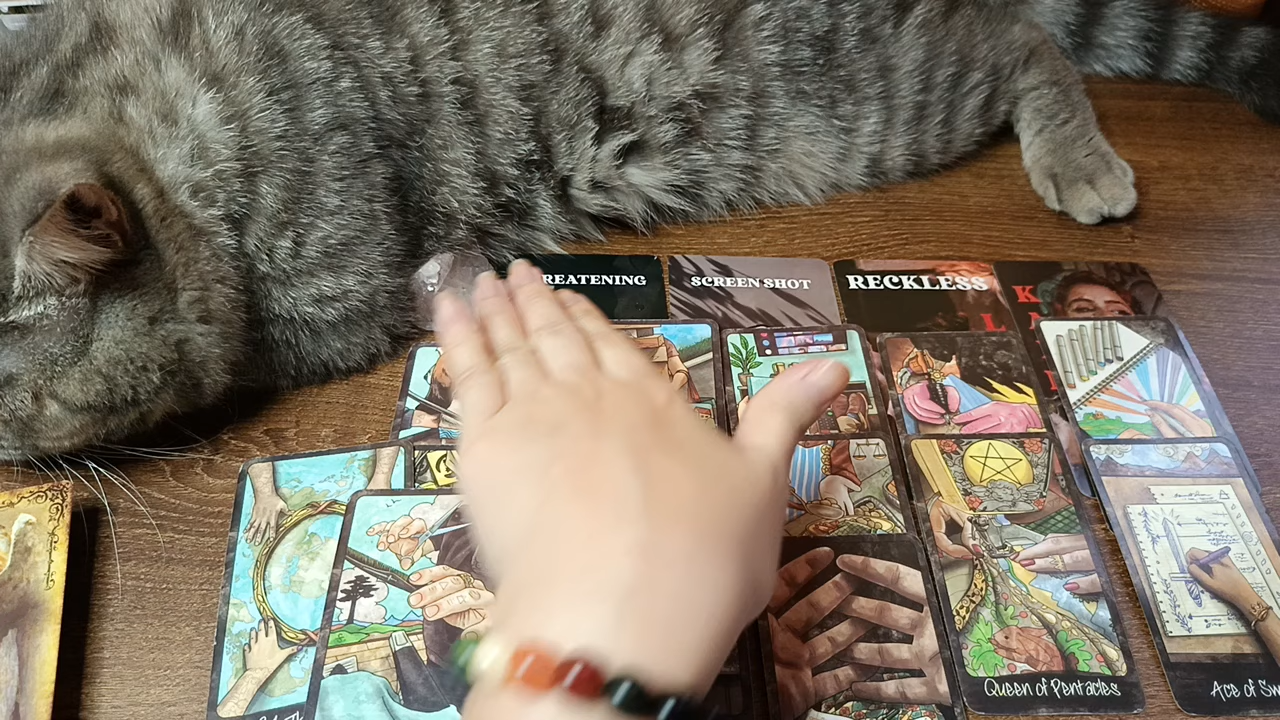 REATENING
SCREEN SHOT
RECKLESS
L
K
Queen of Pentacles
Ace of Sw